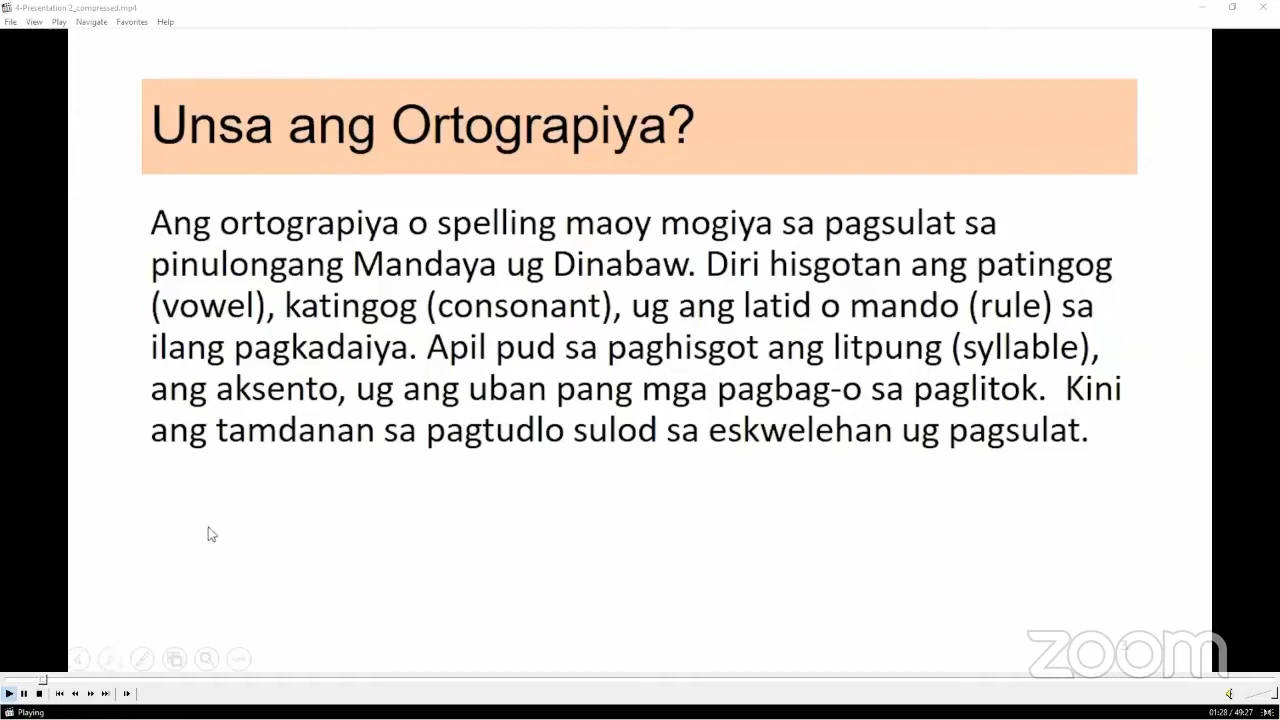 4-Presentation 2_compressed.mp4
File View Play Navigate Favorites Help
Unsa ang Ortograpiya?
Ang ortograpiya o spelling maoy mogiya sa pagsulat sa
pinulongang Mandaya ug Dinabaw. Diri hisgotan ang patingog
(vowel), katingog (consonant), ug ang latid o mando (rule) sa
ilang pagkadaiya. Apil pud sa paghisgot ang litpung (syllable),
ang aksento, ug ang uban pang mga pagbag-o sa paglitok. Kini
ang tamdanan sa pagtudlo sulod sa eskwelehan ug pagsulat.
zoom
Playing
01:28 / 49:27